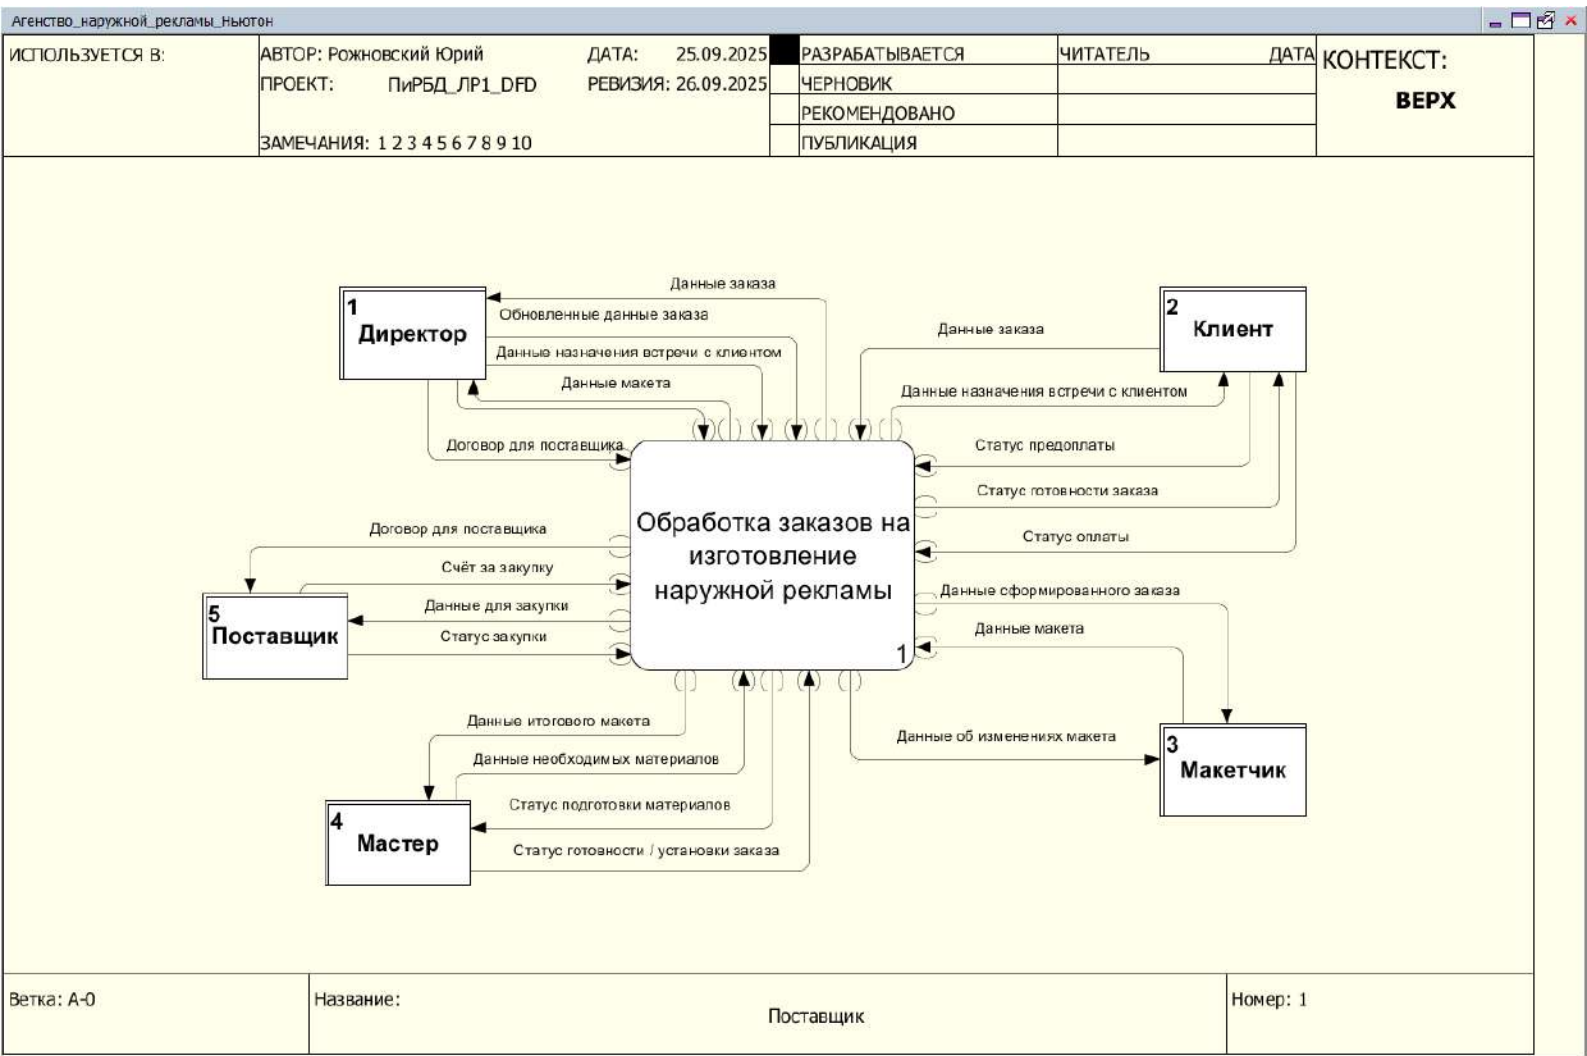 Агенство_наружной_рекламы_Ньютон
ИСПОЛЬЗУЕТСЯ В:
АВТОР: Рожновский Юрий
ДАТА: 25.09.2025
ПРОЕКТ: ПиРБД_ЛР1_DFD
РЕВИЗИЯ: 26.09.2025
ЗАМЕЧАНИЯ: 1 2 3 4 5 6 7 8 9 10
РАЗРАБАТЫВАЕТСЯ
ЧЕРНОВИК
РЕКОМЕНДОВАНО
ПУБЛИКАЦИЯ
ЧИТАТЕЛЬ
ДАТА
КОНТЕКСТ:
ВЕРХ
Данные заказа
1
Директор
Обновленные данные заказа
Данные назначения встречи с клиентом
Данные макета
Договор для поставщика
2
Клиент
Данные заказа
Данные назначения встречи с клиентом
Статус предоплаты
Статус готовности заказа
Статус оплаты
Обработка заказов на
изготовление
наружной рекламы
1
Договор для поставщика
Счёт за закупку
Данные для закупки
Статус закупки
5
Поставщик
Данные сформированного заказа
Данные макета
Данные об изменениях макета
3
Макетчик
Данные итогового макета
Данные необходимых материалов
Статус подготовки материалов
Статус готовности / установки заказа
4
Мастер
Ветка: A-0
Название:
Поставщик
Номер: 1